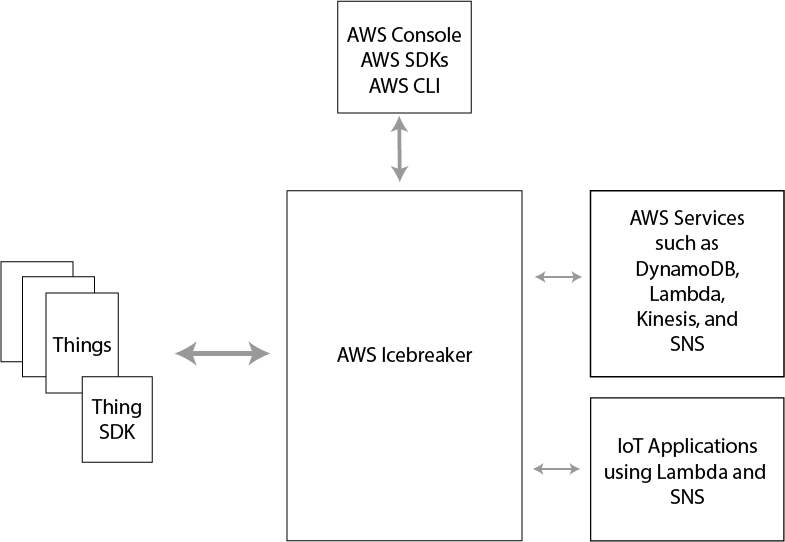 AWS Console
AWS SDKs
AWS CLI
AWS Services
such as
DynamoDB,
Lambda,
Kinesis, and
SNS
Things
AWS Icebreaker
Thing
SDK
IoT Applications
using Lambda and
SNS